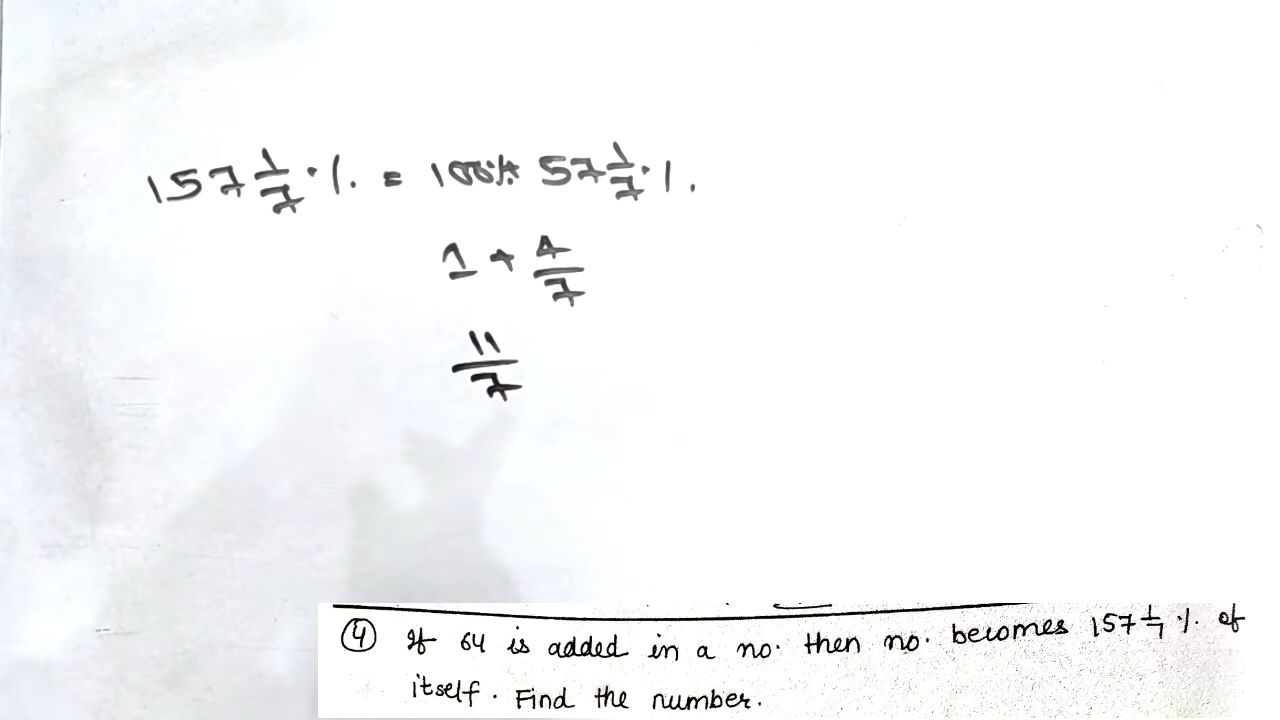 157 1/7 % = 100% + 57 1/7 %.
1 + 4/7
11/7
④ If 64 is added in a no. then no. becomes 157 1/7 % of
itself. Find the number.